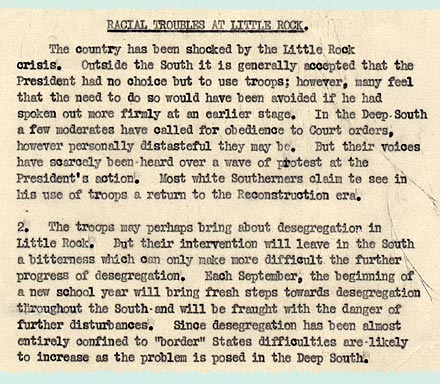 RACIAL TROUBLES AT LITTLE ROCK.
The country has been shocked by the Little Rock
crisis. Outside the South it is generally accepted that the
President had no choice but to use troops; however, many feel
that the need to do so would have been avoided if he had
spoken out more firmly at an earlier stage. In the Deep South
a few moderates have called for obedience to Court orders,
however personally distasteful they may be. But their voices
have scarcely been heard over a wave of protest at the
President's action. Most white Southerners claim to see in
his use of troops a return to the Reconstruction era.
2. The troops may perhaps bring about desegregation in
Little Rock. But their intervention will leave in the South
a bitterness which can only make more difficult the further
progress of desegregation. Each September, the beginning of
a new school year will bring fresh steps towards desegregation
throughout the South and will be fraught with the danger of
further disturbances. Since desegregation has been almost
entirely confined to "border" States difficulties are likely
to increase as the problem is posed in the Deep South.